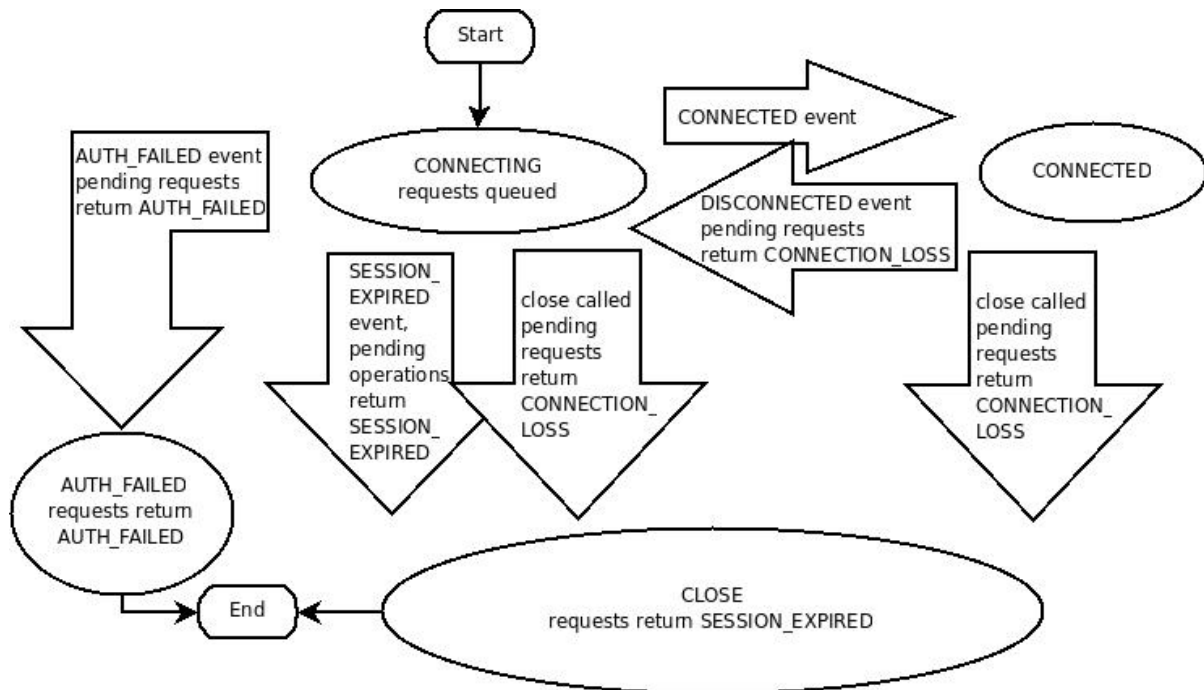 Start
CONNECTED event
AUTH_FAILED event
pending requests
return AUTH_FAILED
CONNECTING
requests queued
CONNECTED
DISCONNECTED event
pending requests
return CONNECTION_LOSS
SESSION_
EXPIRED
event,
pending
operations
return
SESSION_
EXPIRED
close called
pending
requests
return
CONNECTION_
LOSS
close called
pending
requests
return
CONNECTION_
LOSS
AUTH_FAILED
requests return
AUTH_FAILED
End
CLOSE
requests return SESSION_EXPIRED